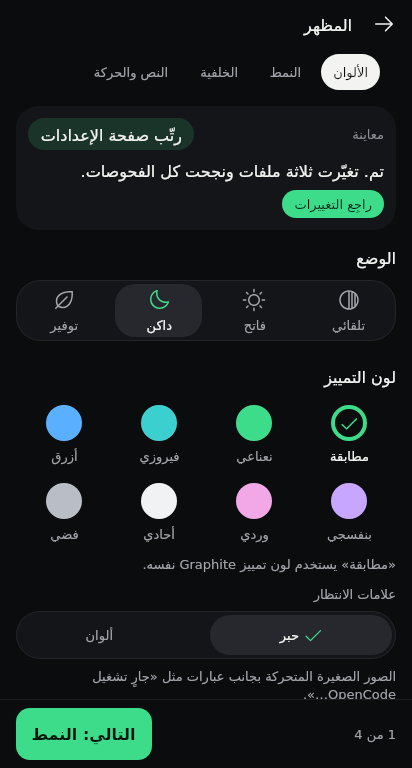 المظهر
الألوان
النمط
الخلفية
النص والحركة
معاينة
رتّب صفحة الإعدادات
تم. تغيّرت ثلاثة ملفات ونجحت كل الفحوصات.
راجع التغييرات
الوضع
تلقائي
فاتح
داكن
توفير
لون التمييز
مطابقة
نعناعي
فيروزي
أزرق
بنفسجي
وردي
أحادي
فضي
«مطابقة» يستخدم لون تمييز Graphite نفسه.
علامات الانتظار
حبر
ألوان
الصور الصغيرة المتحركة بجانب عبارات مثل «جارٍ تشغيل
OpenCode…».
1 من 4
التالي: النمط